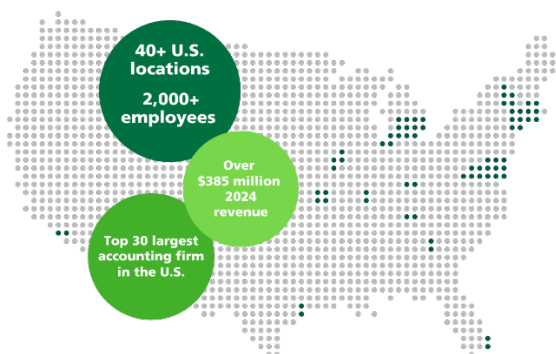 40+ U.S.
locations
2,000+
employees
Over
$385 million
2024
revenue
Top 30 largest
accounting firm
in the U.S.